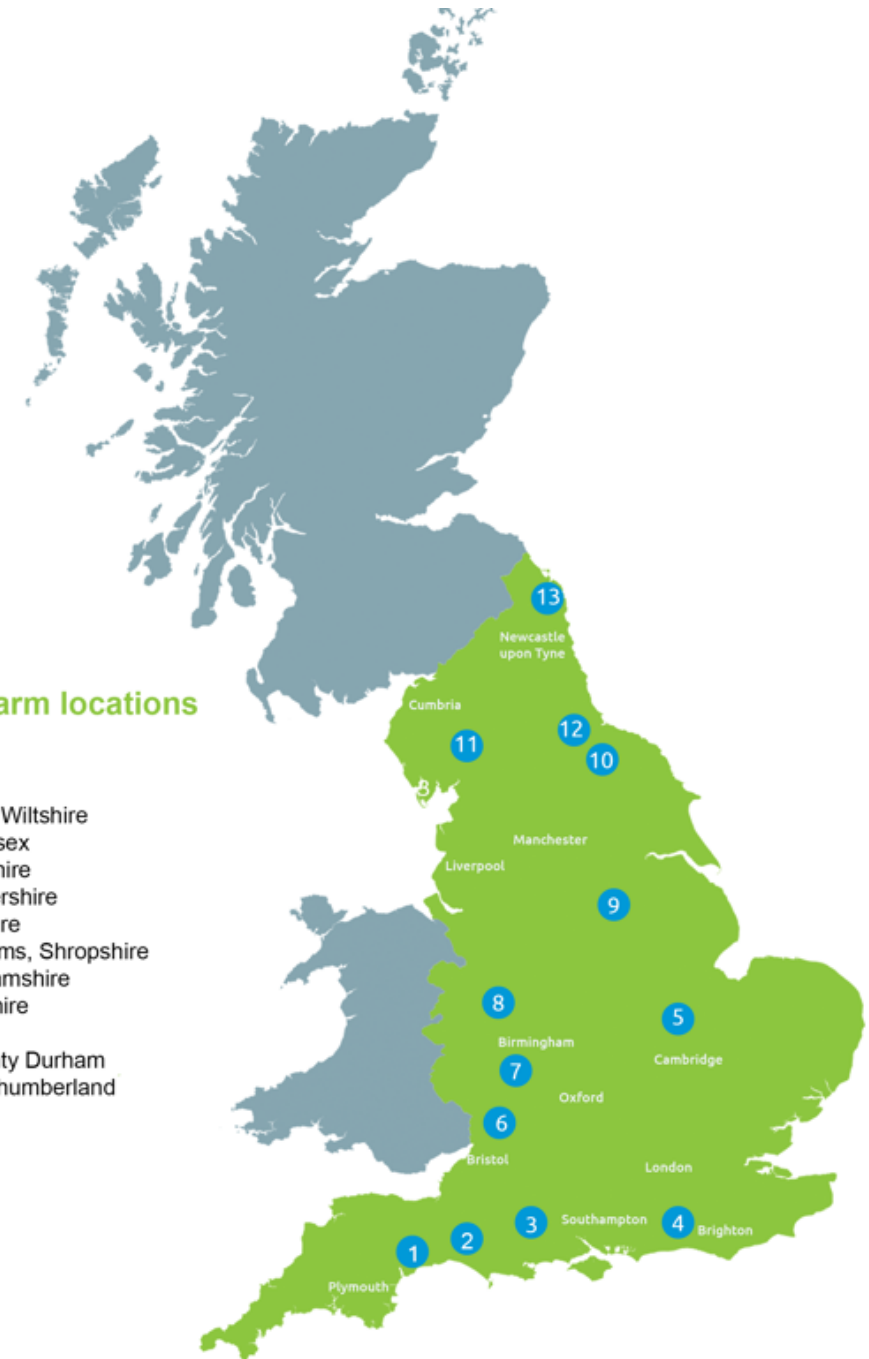 arm locations
Wiltshire
sex
hire
ershire
re
ms, Shropshire
amshire
hire
ty Durham
humberland
13
Newcastle
upon Tyne
Cumbria
12
11
10
3
Manchester
Liverpool
9
8
5
Birmingham
Cambridge
7
Oxford
6
Bristol
London
3
Southampton
4
Brighton
2
1
Plymouth